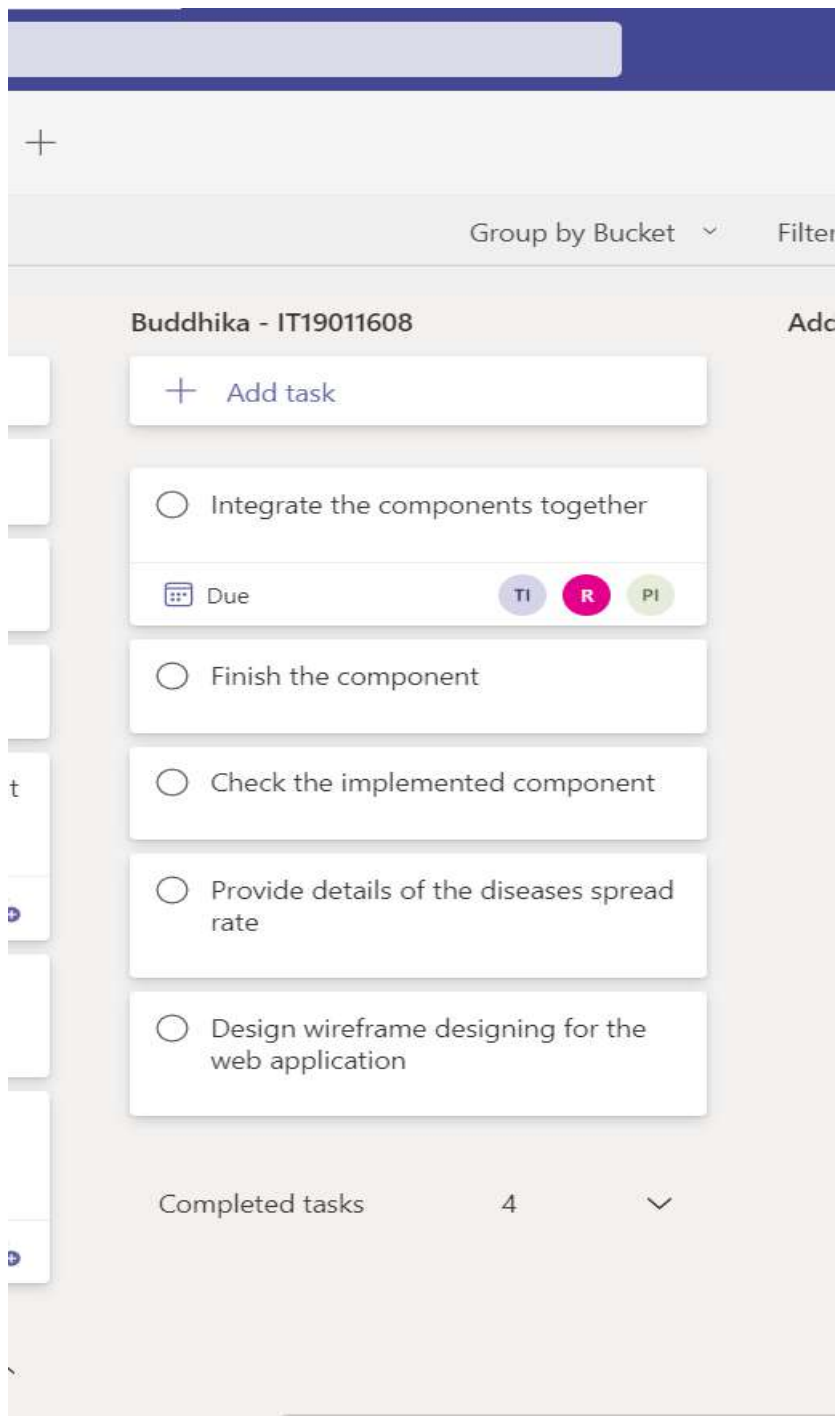 Group by Bucket
Buddhika - IT19011608
Add task
Integrate the components together
Due
TI R PI
Finish the component
Check the implemented component
Provide details of the diseases spread
rate
Design wireframe designing for the
web application
Completed tasks 4